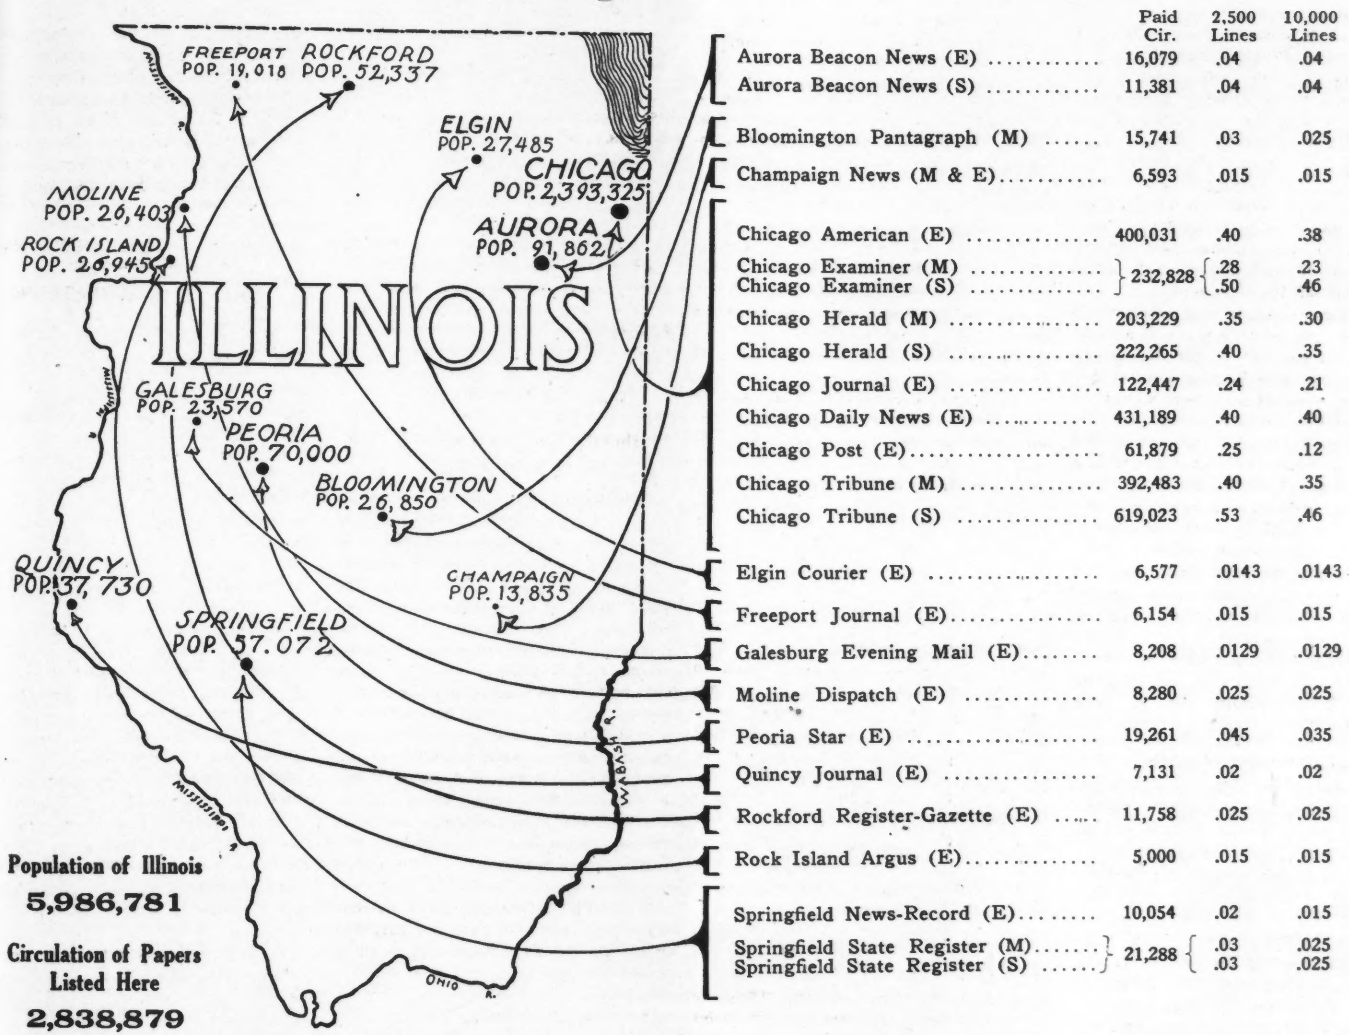 FREEPORT
POP. 19,018
ROCKFORD
POP. 52,337
MISSISSIPPI
R.
ELGIN
POP. 27,485
CHICAGO
POP. 2,393,325
MOLINE
POP. 26,403
AURORA
POP. 91,862
ROCK ISLAND
POP. 26,945
ILLINOIS
GALESBURG
POP. 23,570
PEORIA
POP. 70,000
BLOOMINGTON
POP. 26,850
QUINCY
POP. 37,730
CHAMPAIGN
POP. 13,835
SPRINGFIELD
POP. 57.072
WABASH R.
MISSISSIPPI
R.
OHIO R.
Population of Illinois
5,986,781
Circulation of Papers
Listed Here
2,838,879
Paid 2,500 10,000
Cir. Lines Lines
Aurora Beacon News (E) .................. 16,079 .04 .04
Aurora Beacon News (S) .................. 11,381 .04 .04
Bloomington Pantagraph (M) ...... 15,741 .03 .025
Champaign News (M & E)............. 6,593 .015 .015
Chicago American (E) .................. 400,031 .40 .38
Chicago Examiner (M) .................. } 232,828 { .28 .23
Chicago Examiner (S) .................. .50 .46
Chicago Herald (M) .................... 203,229 .35 .30
Chicago Herald (S) .................... 222,265 .40 .35
Chicago Journal (E) ................... 122,447 .24 .21
Chicago Daily News (E) ................ 431,189 .40 .40
Chicago Post (E)....................... 61,879 .25 .12
Chicago Tribune (M) ................... 392,483 .40 .35
Chicago Tribune (S) ................... 619,023 .53 .46
Elgin Courier (E) ..................... 6,577 .0143 .0143
Freeport Journal (E)................... 6,154 .015 .015
Galesburg Evening Mail (E)........ 8,208 .0129 .0129
Moline Dispatch (E) ................... 8,280 .025 .025
Peoria Star (E) ....................... 19,261 .045 .035
Quincy Journal (E) .................... 7,131 .02 .02
Rockford Register-Gazette (E) ..... 11,758 .025 .025
Rock Island Argus (E).................. 5,000 .015 .015
Springfield News-Record (E)........ 10,054 .02 .015
Springfield State Register (M)...... } 21,288 { .03 .025
Springfield State Register (S) ..... .03 .025